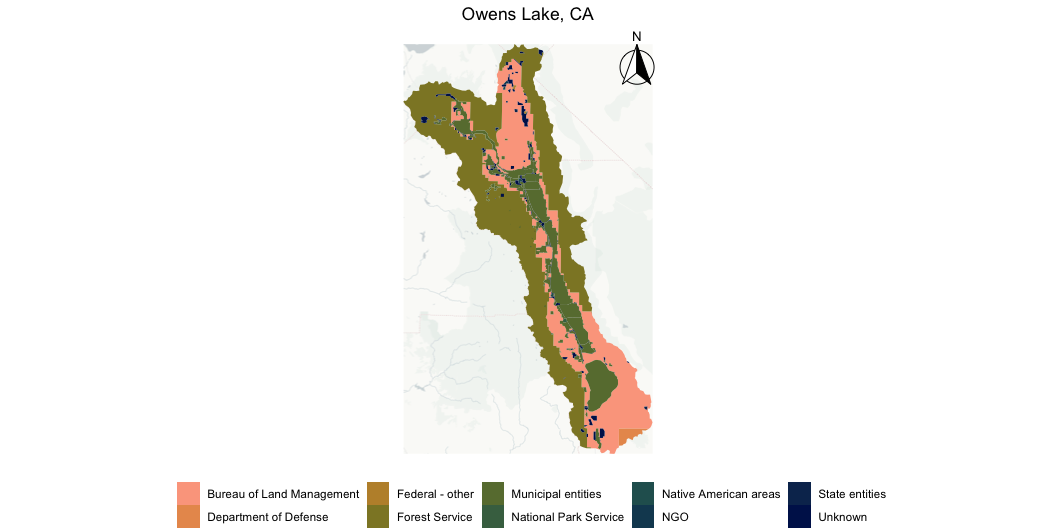 Owens Lake, CA
N
Bureau of Land Management Federal - other Municipal entities Native American areas State entities
Department of Defense Forest Service National Park Service NGO Unknown